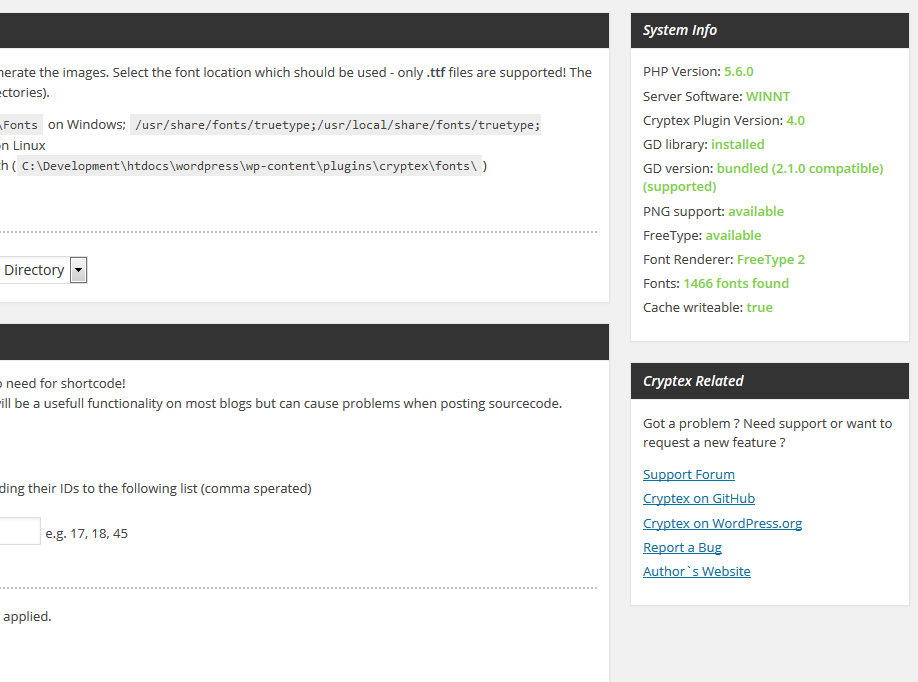 nerate the images. Select the font location which should be used - only .ttf files are supported! The
ectories).
\Fonts on Windows; /usr/share/fonts/truetype;/usr/local/share/fonts/truetype;
on Linux
th ( C:\Development\htdocs\wordpress\wp-content\plugins\cryptex\fonts\ )
Directory
o need for shortcode!
ill be a usefull functionality on most blogs but can cause problems when posting sourcecode.
ding their IDs to the following list (comma sperated)
e.g. 17, 18, 45
applied.
System Info
PHP Version: 5.6.0
Server Software: WINNT
Cryptex Plugin Version: 4.0
GD library: installed
GD version: bundled (2.1.0 compatible)
(supported)
PNG support: available
FreeType: available
Font Renderer: FreeType 2
Fonts: 1466 fonts found
Cache writeable: true
Cryptex Related
Got a problem ? Need support or want to
request a new feature ?
Support Forum
Cryptex on GitHub
Cryptex on WordPress.org
Report a Bug
Author`s Website